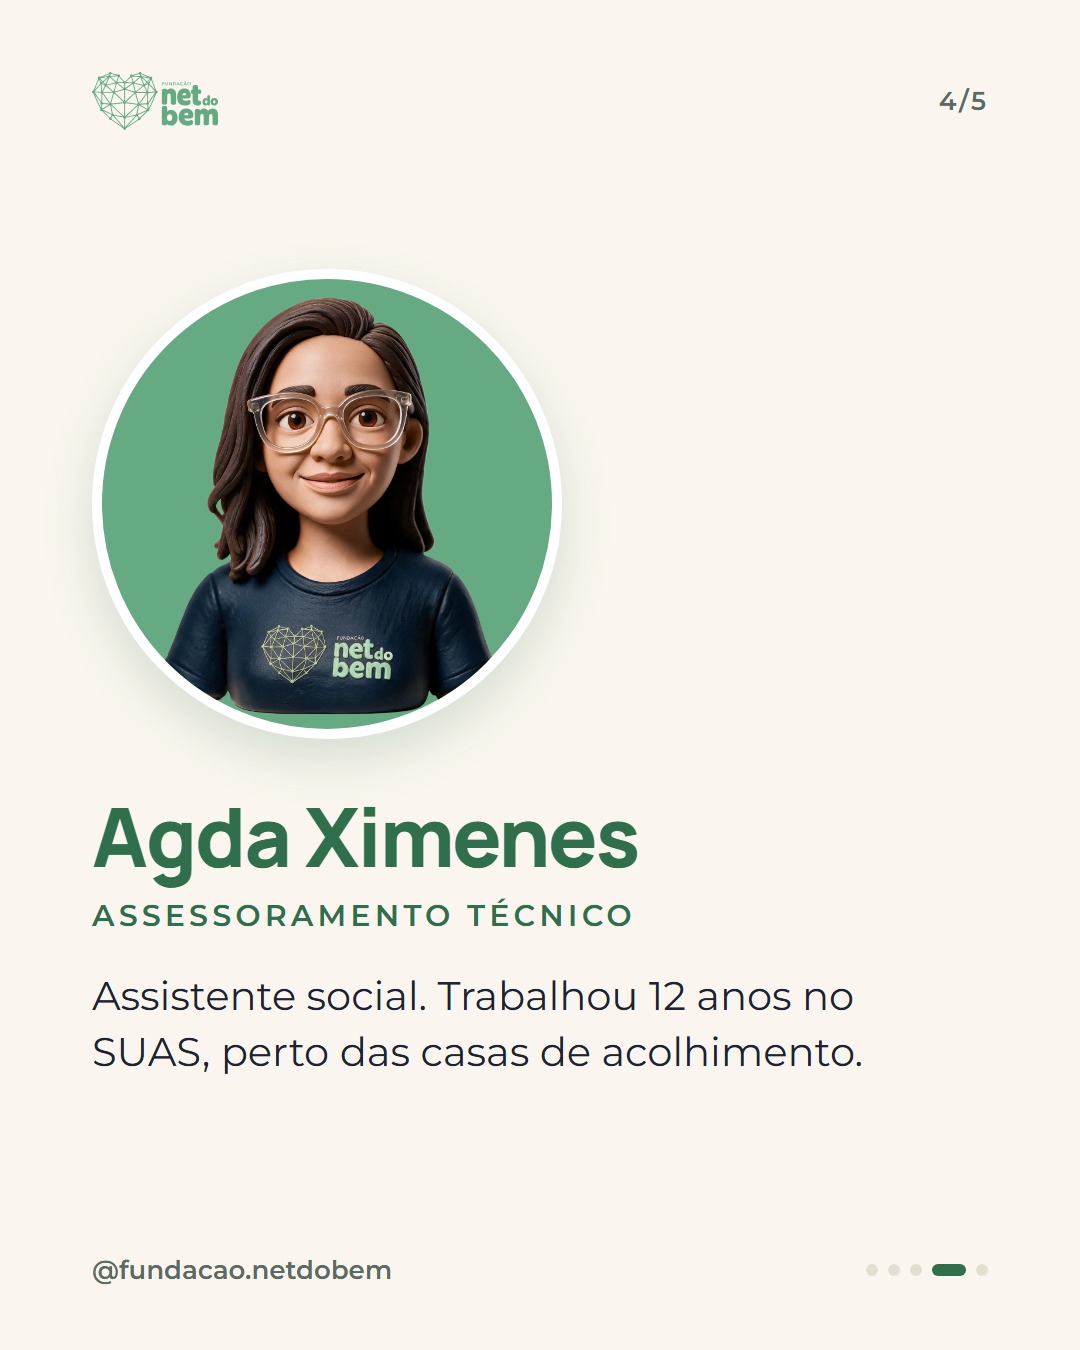 FUNDAÇÃO
net do
bem
4/5
FUNDAÇÃO
net do
bem
Agda Ximenes
ASSESSORAMENTO TÉCNICO
Assistente social. Trabalhou 12 anos no
SUAS, perto das casas de acolhimento.
@fundacao.netdobem